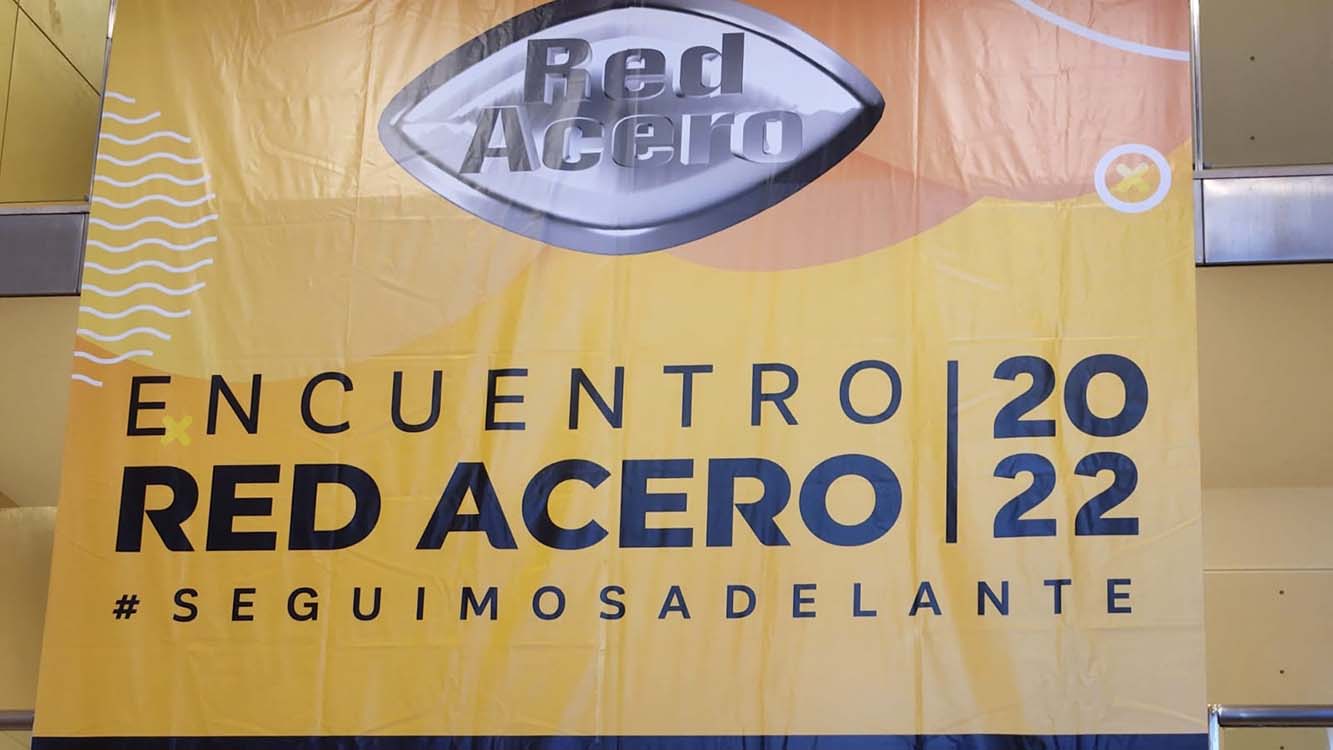 Red
Acero
ENCUENTRO
RED ACERO
20
22
#SEGUIMOSADELANTE